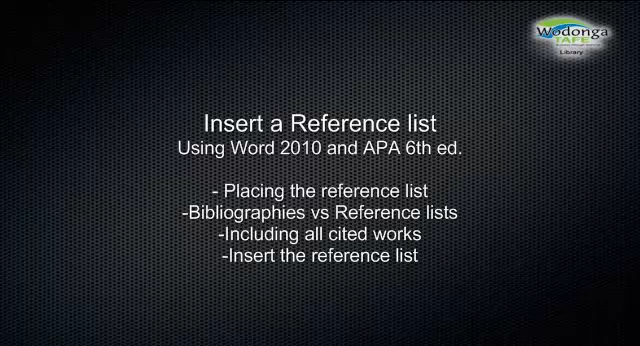 Wodonga
TAFE
Library
Insert a Reference list
Using Word 2010 and APA 6th ed.
- Placing the reference list
-Bibliographies vs Reference lists
-Including all cited works
-Insert the reference list